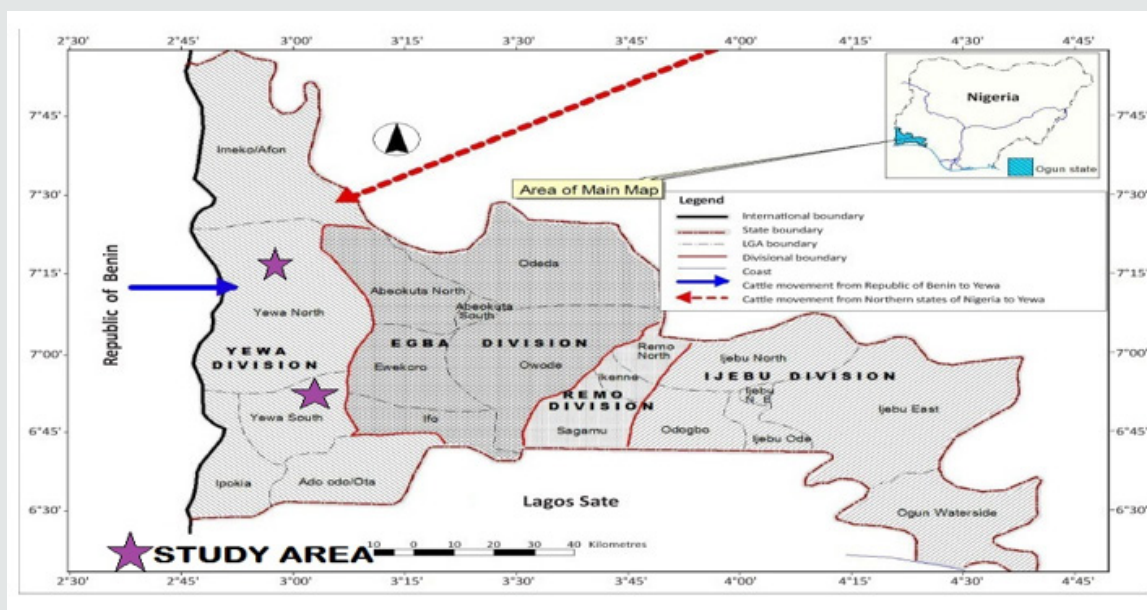 2°30' 2°45' 3°00' 3°15' 3°30' 3°45' 4°00' 4°15' 4°30' 4°45'
7°45' 7°45'
Nigeria
Ogun state
Imeko/Afon
7°30' 7°30'
Area of Main Map
Legend
International boundary
State boundary
LGA boundary
Divisional boundary
Coast
Cattle movement from Republic of Benin to Yewa
Cattle movement from Northern states of Nigeria to Yewa
7°15' 7°15'
Odeda
Abeokuta North
Abeokuta
South
Republic of Benin
Yewa North
7°00' 7°00'
YEWA
DIVISION
EGBA DIVISION
Ewekoro
Owode
Remo
North
Ijebu North
Ikenne
IJEBU DIVISION
REMO
DIVISION
Ijebu
N E
Ijebu East
Yewa South
Ifo
Sagamu
Odogbo
Ijebu Ode
6°45' 6°45'
Ipokia
Ado odo/Ota
6°30' 6°30'
Lagos Sate
Ogun Waterside
STUDY AREA
10 0 10 20 30 40 Kilometres
2°30' 2°45' 3°00' 3°15' 3°30' 3°45' 4°00' 4°15' 4°30' 4°45'